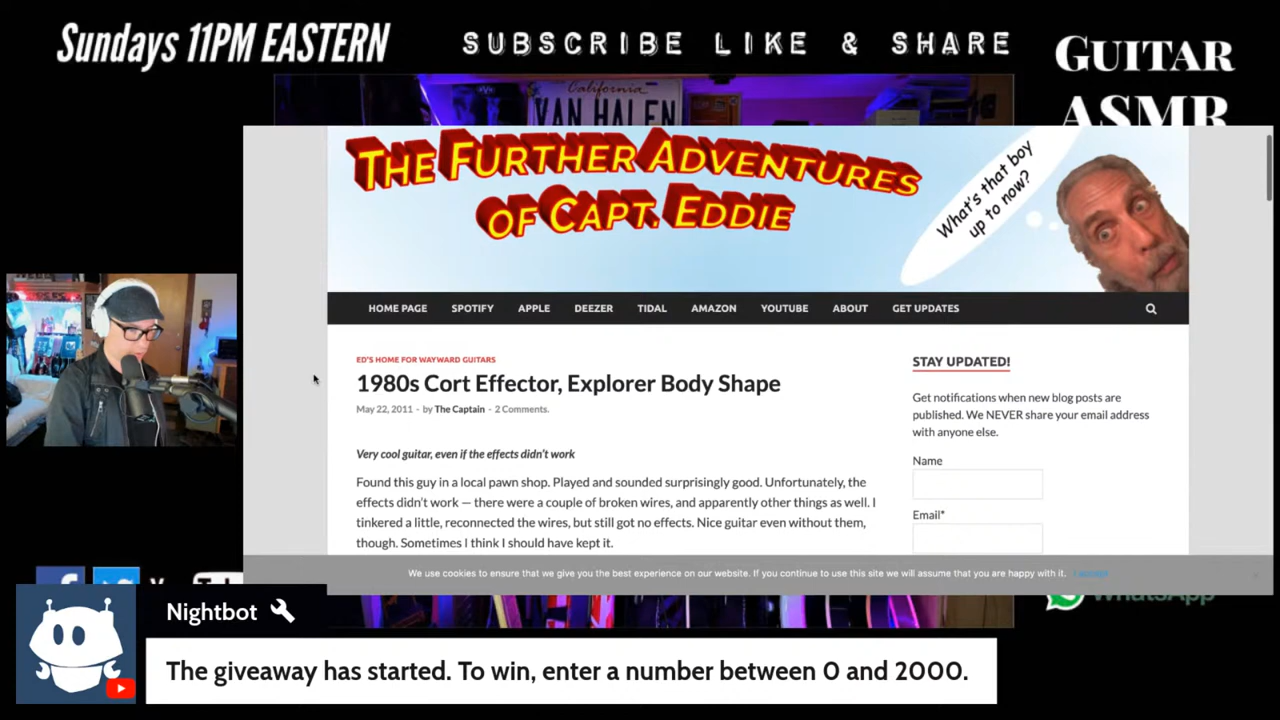 Sundays 11PM EASTERN
SUBSCRIBE LIKE & SHARE
GUITAR
ASMR
California
VAN HALEN
THE FURTHER ADVENTURES
OF CAPT. EDDIE
What's that boy
up to now?
HOME PAGE SPOTIFY APPLE DEEZER TIDAL AMAZON YOUTUBE ABOUT GET UPDATES
ED'S HOME FOR WAYWARD GUITARS
1980s Cort Effector, Explorer Body Shape
May 22, 2011 - by The Captain - 2 Comments.
Very cool guitar, even if the effects didn't work
Found this guy in a local pawn shop. Played and sounded surprisingly good. Unfortunately, the
effects didn't work — there were a couple of broken wires, and apparently other things as well. I
tinkered a little, reconnected the wires, but still got no effects. Nice guitar even without them,
though. Sometimes I think I should have kept it.
STAY UPDATED!
Get notifications when new blog posts are
published. We NEVER share your email address
with anyone else.
Name
Email*
We use cookies to ensure that we give you the best experience on our website. If you continue to use this site we will assume that you are happy with it. I accept
WhatsApp
Nightbot
The giveaway has started. To win, enter a number between 0 and 2000.